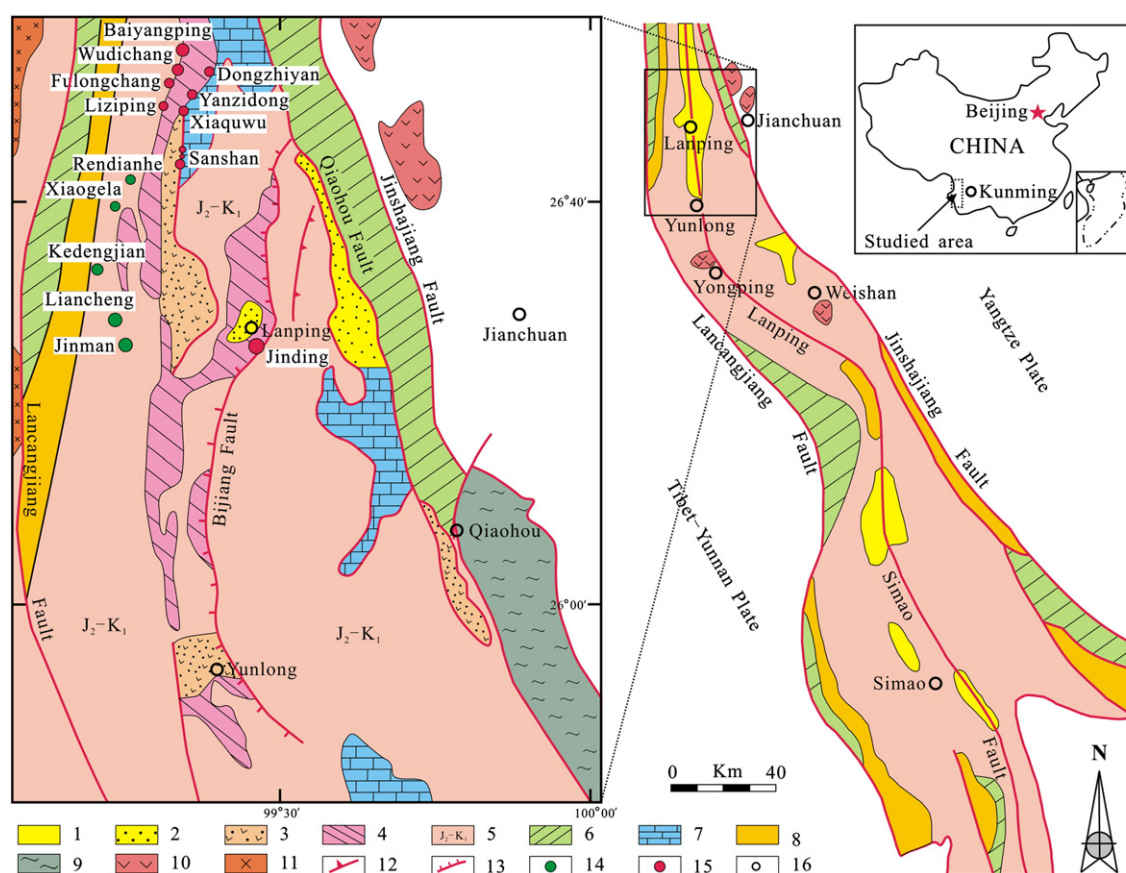 Baiyangping
Wudichang
Fulongchang
Dongzhiyan
Liziping
Yanzidong
Xiaquwu
Rendianhe
Sanshan
Xiaogela
J₂-K₁
Kedengjian
Liancheng
Lanping
Jinman
Jinding
Qiaohou Fault
Jinshajiang
Fault
Jianchuan
Lancangjiang
Fault
Bijiang Fault
Qiaohou
J₂-K₁
J₂-K₁
Yunlong
26°40′
26°00′
99°30′
100°00′
Jianchuan
Lanping
Yunlong
Yongping
Weishan
Lancangjiang
Fault
Lanping
Simao
Fault
Jinshajiang
Fault
Yangtze Plate
Tibet-Yunnan Plate
Simao
Beijing
CHINA
Kunming
Studied area
0 Km 40
N
1 2 3 4 J₂-K₁ 5 6 7 8
9 10 11 12 13 14 15 16